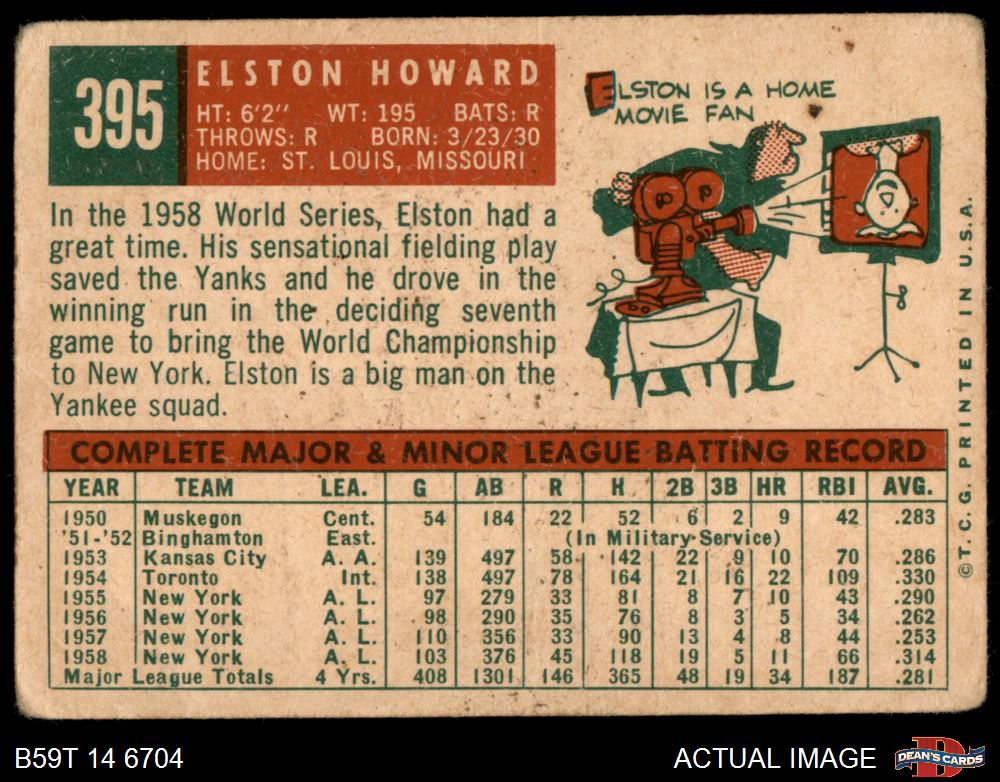 395
ELSTON HOWARD
HT: 6'2" WT: 195 BATS: R
THROWS: R BORN: 3/23/30
HOME: ST. LOUIS, MISSOURI
ELSTON IS A HOME
MOVIE FAN
In the 1958 World Series, Elston had a
great time. His sensational fielding play
saved the Yanks and he drove in the
winning run in the deciding seventh
game to bring the World Championship
to New York. Elston is a big man on the
Yankee squad.
COMPLETE MAJOR & MINOR LEAGUE BATTING RECORD
YEAR TEAM LEA. G AB R H 2B 3B HR RBI AVG.
1950 Muskegon Cent. 54 184 22 52 6 2 9 42 .283
'51-'52 Binghamton East. (In Military Service)
1953 Kansas City A. A. 139 497 58 142 22 9 10 70 .286
1954 Toronto Int. 138 497 78 164 21 16 22 109 .330
1955 New York A. L. 97 279 33 81 8 7 10 43 .290
1956 New York A. L. 98 290 35 76 8 3 5 34 .262
1957 New York A. L. 110 356 33 90 13 4 8 44 .253
1958 New York A. L. 103 376 45 118 19 5 11 66 .314
Major League Totals 4 Yrs. 408 1301 146 365 48 19 34 187 .281
© T. C. G. PRINTED IN U.S.A.
B59T 14 6704
ACTUAL IMAGE
DEAN'S CARDS